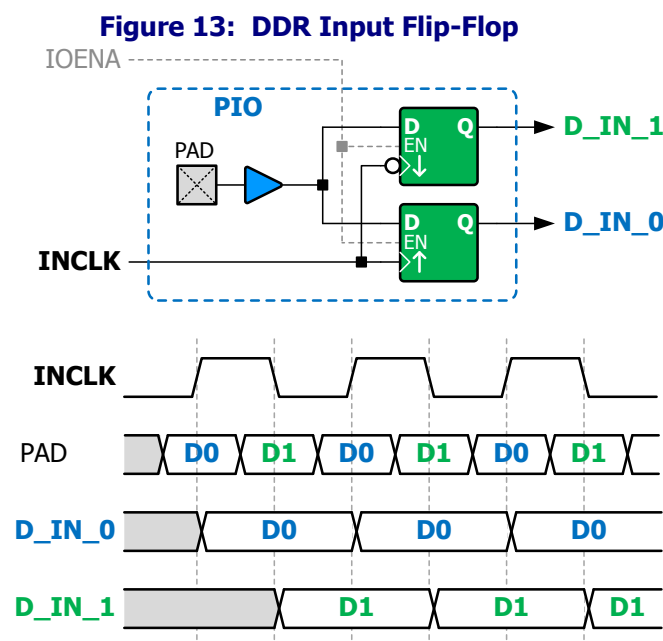 Figure 13: DDR Input Flip-Flop
IOENA
PIO
D Q D_IN_1
EN
PAD
D Q D_IN_0
EN
INCLK
INCLK
PAD D0 D1 D0 D1 D0 D1
D_IN_0 D0 D0 D0
D_IN_1 D1 D1 D1